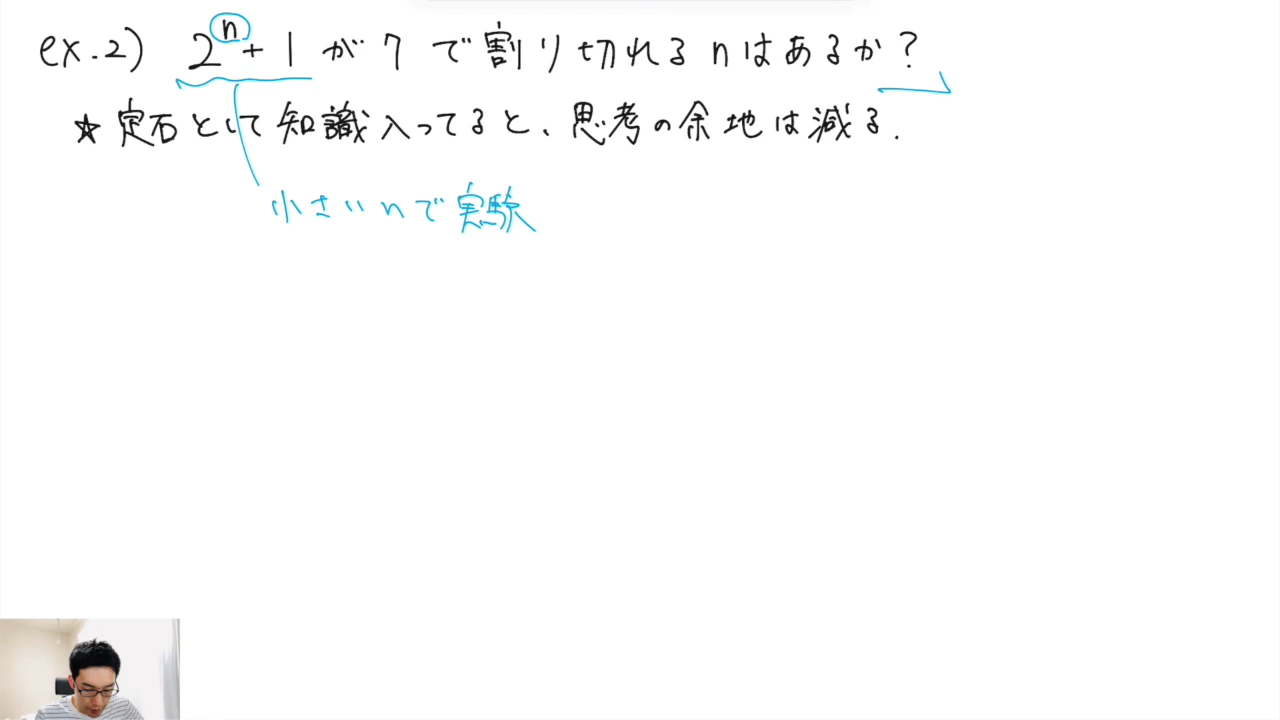 ex.2) 2^n + 1 が 7 で割り切れる n はあるか?
☆ 定石として知識入ってると、思考の余地は減る.
小さい n で実験